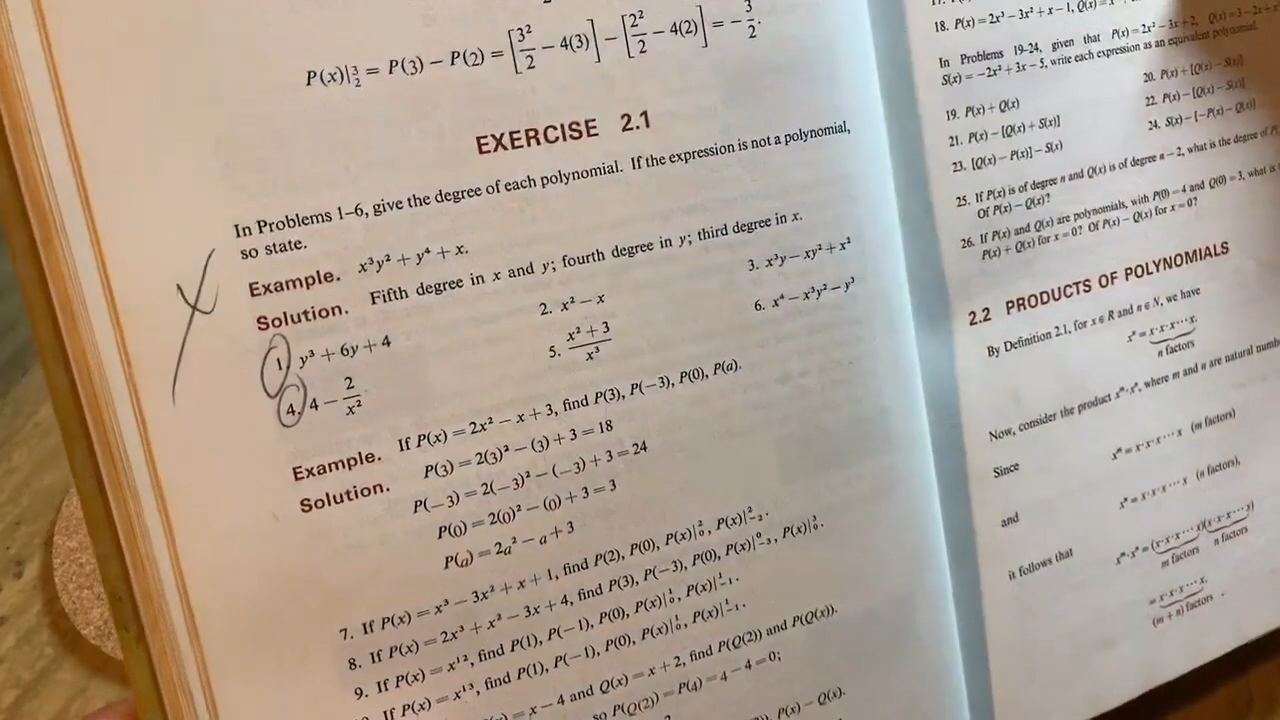 P(x)|₂³ = P(3) − P(2) = [3²/2 − 4(3)] − [2²/2 − 4(2)] = −3/2.
EXERCISE 2.1
In Problems 1–6, give the degree of each polynomial. If the expression is not a polynomial,
so state.
Example. x³y² + y⁴ + x.
Solution. Fifth degree in x and y; fourth degree in y; third degree in x.
1. y³ + 6y + 4 2. x² − x 3. x³y − xy² + x²
4. 4 − 2/x² 5. (x² + 3)/x³ 6. x⁴ − x³y² − y³
Example. If P(x) = 2x² − x + 3, find P(3), P(−3), P(0), P(a).
Solution. P(3) = 2(3)² − (3) + 3 = 18
P(−3) = 2(−3)² − (−3) + 3 = 24
P(0) = 2(0)² − (0) + 3 = 3
P(a) = 2a² − a + 3
7. If P(x) = x³ − 3x² + x + 1, find P(2), P(0), P(x)|₀², P(x)|₋₂².
8. If P(x) = 2x³ + x² − 3x + 4, find P(3), P(−3), P(0), P(x)|₋₃⁰, P(x)|₀³.
9. If P(x) = x¹², find P(1), P(−1), P(0), P(x)|₀¹, P(x)|₋₁¹.
If P(x) = x¹³, find P(1), P(−1), P(0), P(x)|₀¹, P(x)|₋₁¹.
= x − 4 and Q(x) = x + 2, find P(Q(2)) and P(Q(x)).
so P(Q(2)) = P(4) = 4 − 4 = 0;
P(x) − Q(x).
18. P(x) = 2x³ − 3x² + x − 1, Q(x) =
In Problems 19–24, given that P(x) = 2x² − 3x + 2, Q(x) = 3 − 2x +
S(x) = −2x² + 3x − 5, write each expression as an equivalent polynomial.
19. P(x) + Q(x) 20. P(x) + [Q(x) − S(x)]
21. P(x) − [Q(x) + S(x)] 22. P(x) − [Q(x) − S(x)]
23. [Q(x) − P(x)] − S(x) 24. S(x) − [−P(x) − Q(x)]
25. If P(x) is of degree n and Q(x) is of degree n − 2, what is the degree of
Of P(x) − Q(x)?
26. If P(x) and Q(x) are polynomials, with P(0) = 4 and Q(0) = 3, what is
P(x) + Q(x) for x = 0? Of P(x) − Q(x) for x = 0?
2.2 PRODUCTS OF POLYNOMIALS
By Definition 2.1, for x ∈ R and n ∈ N, we have
xⁿ = x·x·x···x.
n factors
Now, consider the product xᵐ·xⁿ, where m and n are natural
Since
xᵐ = x·x·x···x (m factors)
and
xⁿ = x·x·x···x (n factors),
it follows that
xᵐ·xⁿ = (x·x·x···x)(x·x·x···x)
m factors n factors
= x·x·x···x.
(m + n) factors